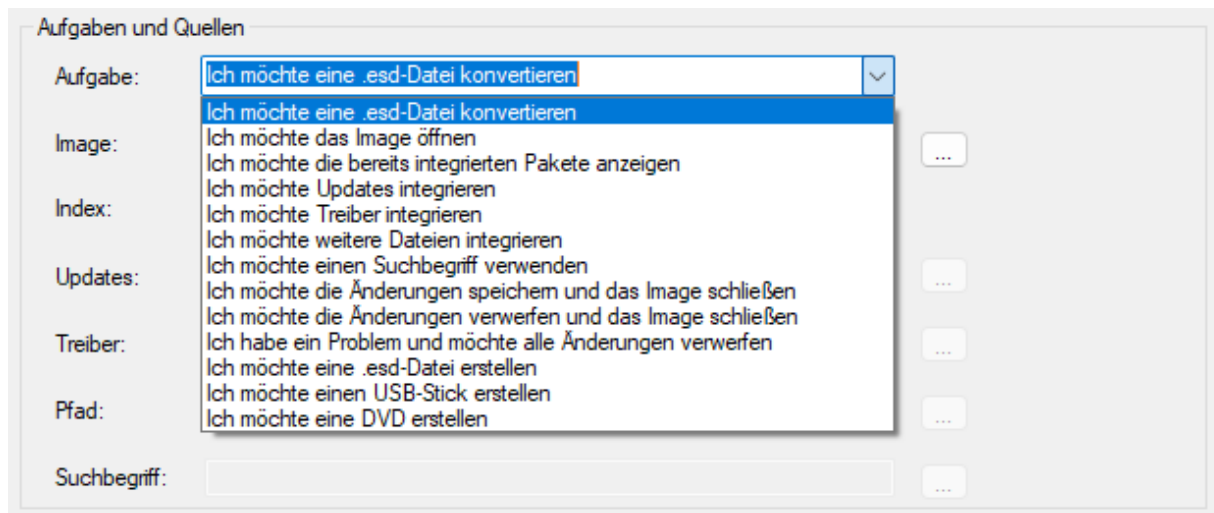 Aufgaben und Quellen
Aufgabe:
Ich möchte eine .esd-Datei konvertieren
Ich möchte eine .esd-Datei konvertieren
Ich möchte das Image öffnen
Ich möchte die bereits integrierten Pakete anzeigen
Ich möchte Updates integrieren
Ich möchte Treiber integrieren
Ich möchte weitere Dateien integrieren
Ich möchte einen Suchbegriff verwenden
Ich möchte die Änderungen speichern und das Image schließen
Ich möchte die Änderungen verwerfen und das Image schließen
Ich habe ein Problem und möchte alle Änderungen verwerfen
Ich möchte eine .esd-Datei erstellen
Ich möchte einen USB-Stick erstellen
Ich möchte eine DVD erstellen
Image:
...
Index:
Updates:
...
Treiber:
...
Pfad:
...
Suchbegriff:
...